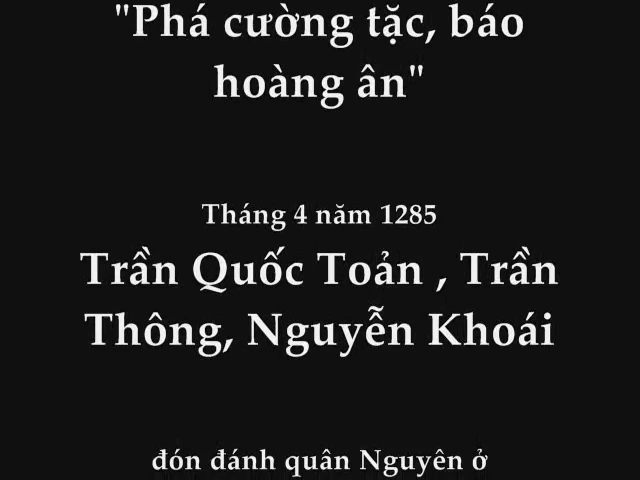 "Phá cường tặc, báo
hoàng ân"
Tháng 4 năm 1285
Trần Quốc Toản , Trần
Thông, Nguyễn Khoái
đón đánh quân Nguyên ở